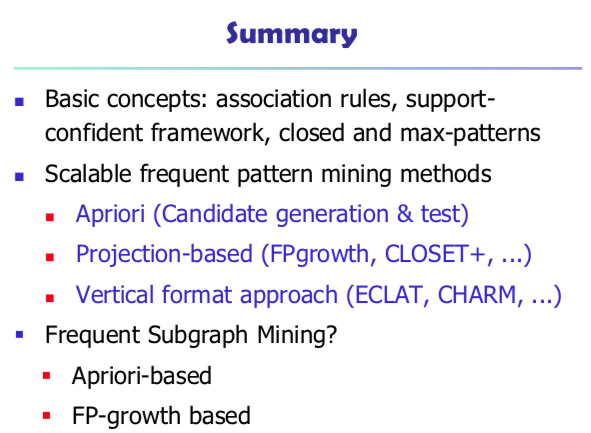 Summary
Basic concepts: association rules, support-
confident framework, closed and max-patterns
Scalable frequent pattern mining methods
Apriori (Candidate generation & test)
Projection-based (FPgrowth, CLOSET+, ...)
Vertical format approach (ECLAT, CHARM, ...)
Frequent Subgraph Mining?
Apriori-based
FP-growth based